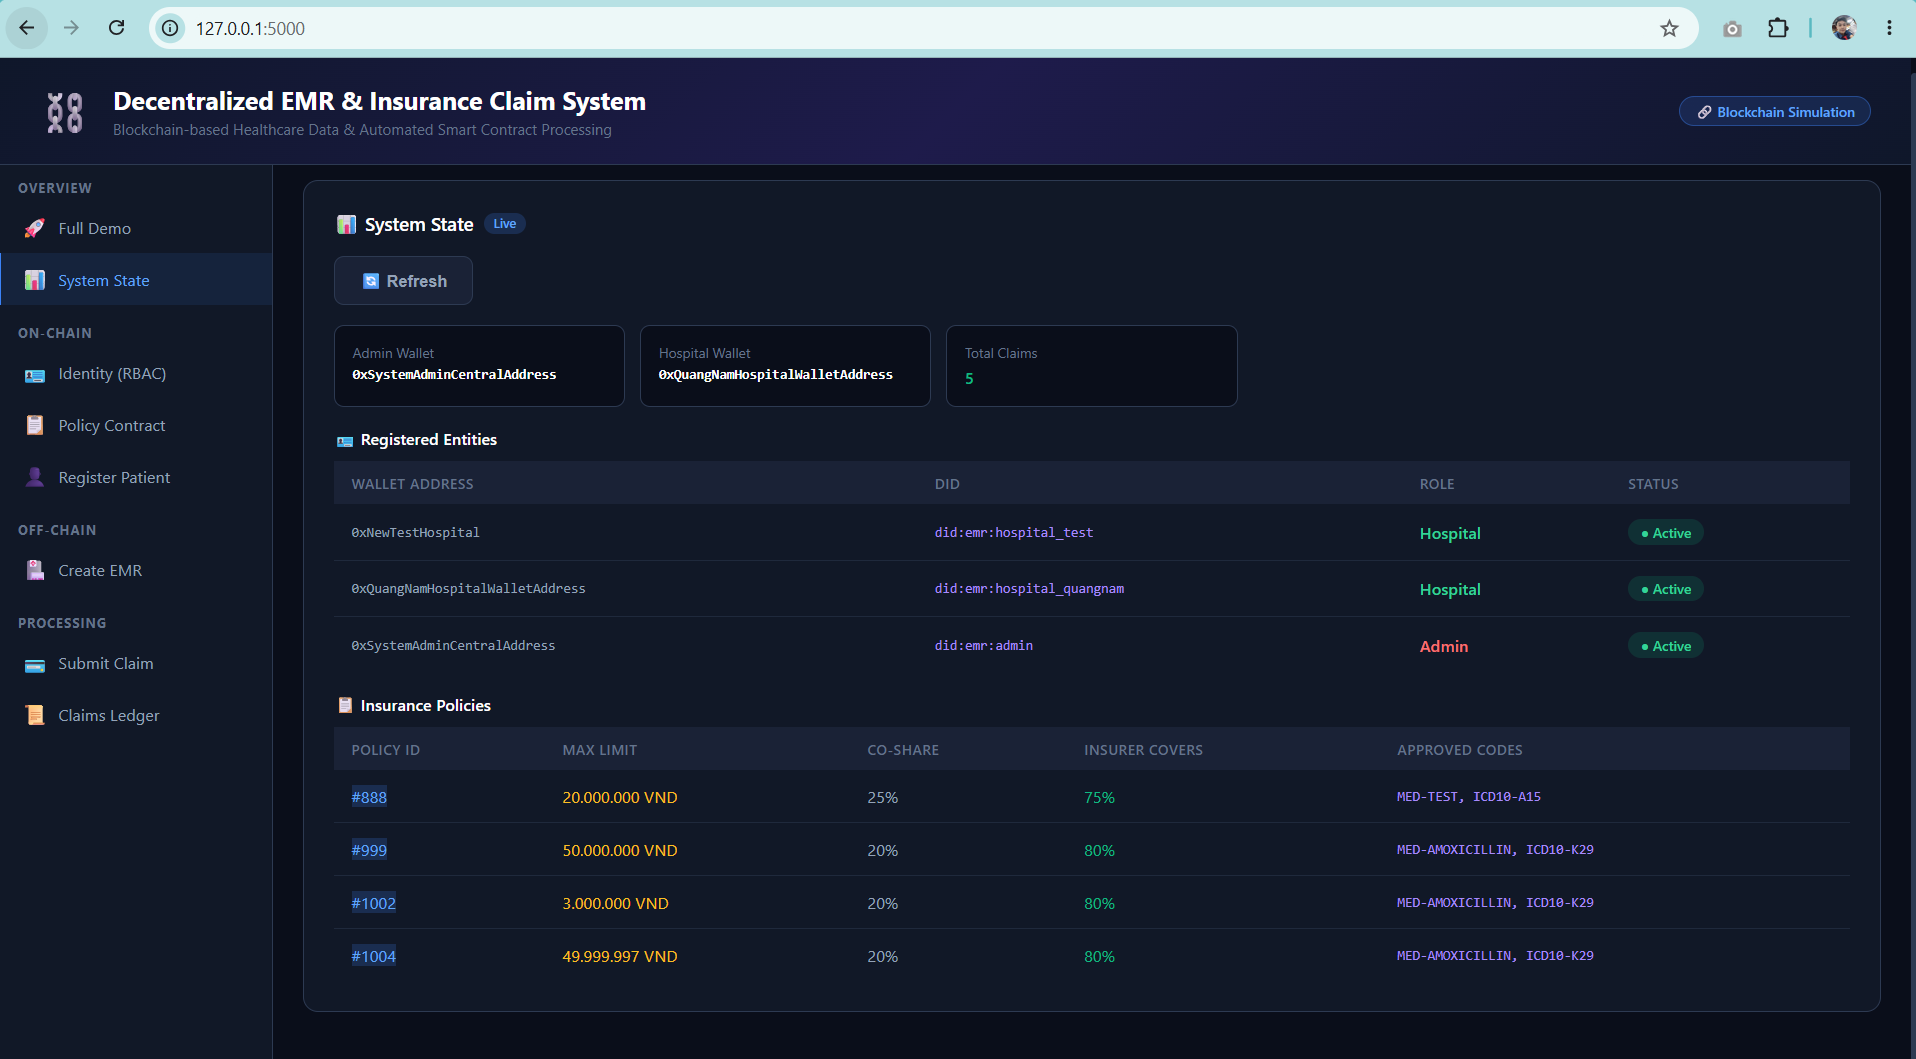 127.0.0.1:5000
Decentralized EMR & Insurance Claim System
Blockchain-based Healthcare Data & Automated Smart Contract Processing
Blockchain Simulation
OVERVIEW
Full Demo
System State
ON-CHAIN
Identity (RBAC)
Policy Contract
Register Patient
OFF-CHAIN
Create EMR
PROCESSING
Submit Claim
Claims Ledger
System State Live
Refresh
Admin Wallet
0xSystemAdminCentralAddress
Hospital Wallet
0xQuangNamHospitalWalletAddress
Total Claims
5
Registered Entities
WALLET ADDRESS DID ROLE STATUS
0xNewTestHospital did:emr:hospital_test Hospital Active
0xQuangNamHospitalWalletAddress did:emr:hospital_quangnam Hospital Active
0xSystemAdminCentralAddress did:emr:admin Admin Active
Insurance Policies
POLICY ID MAX LIMIT CO-SHARE INSURER COVERS APPROVED CODES
#888 20.000.000 VND 25% 75% MED-TEST, ICD10-A15
#999 50.000.000 VND 20% 80% MED-AMOXICILLIN, ICD10-K29
#1002 3.000.000 VND 20% 80% MED-AMOXICILLIN, ICD10-K29
#1004 49.999.997 VND 20% 80% MED-AMOXICILLIN, ICD10-K29